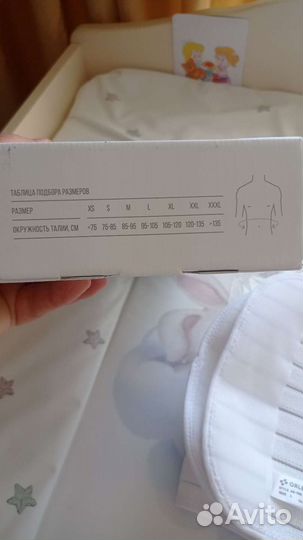 ТАБЛИЦА ПОДБОРА РАЗМЕРОВ
РАЗМЕР XS S M L XL XXL XXXL
ОКРУЖНОСТЬ ТАЛИИ, СМ <75 75-85 85-95 95-105 105-120 120-135 >135
Avito